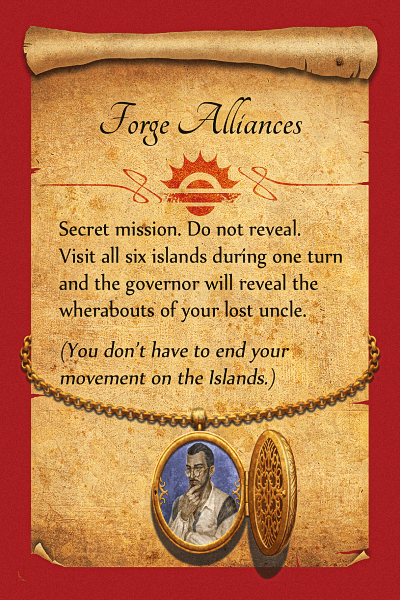 Forge Alliances
Secret mission. Do not reveal.
Visit all six islands during one turn
and the governor will reveal the
wherabouts of your lost uncle.
(You don't have to end your
movement on the Islands.)